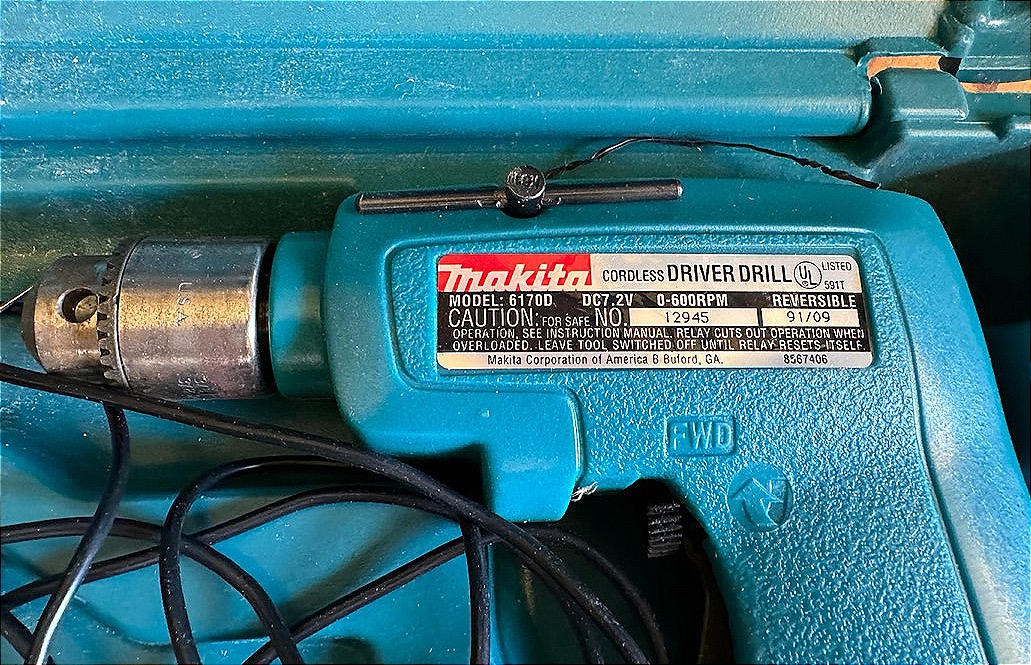 makita CORDLESS DRIVER DRILL UL LISTED 591T
MODEL: 6170D DC7.2V 0-600RPM REVERSIBLE
CAUTION: FOR SAFE NO. 12945 91/09
OPERATION, SEE INSTRUCTION MANUAL. RELAY CUTS OUT OPERATION WHEN
OVERLOADED. LEAVE TOOL SWITCHED OFF UNTIL RELAY RESETS ITSELF.
Makita Corporation of America B Buford, GA. 8567406
FWD
USA